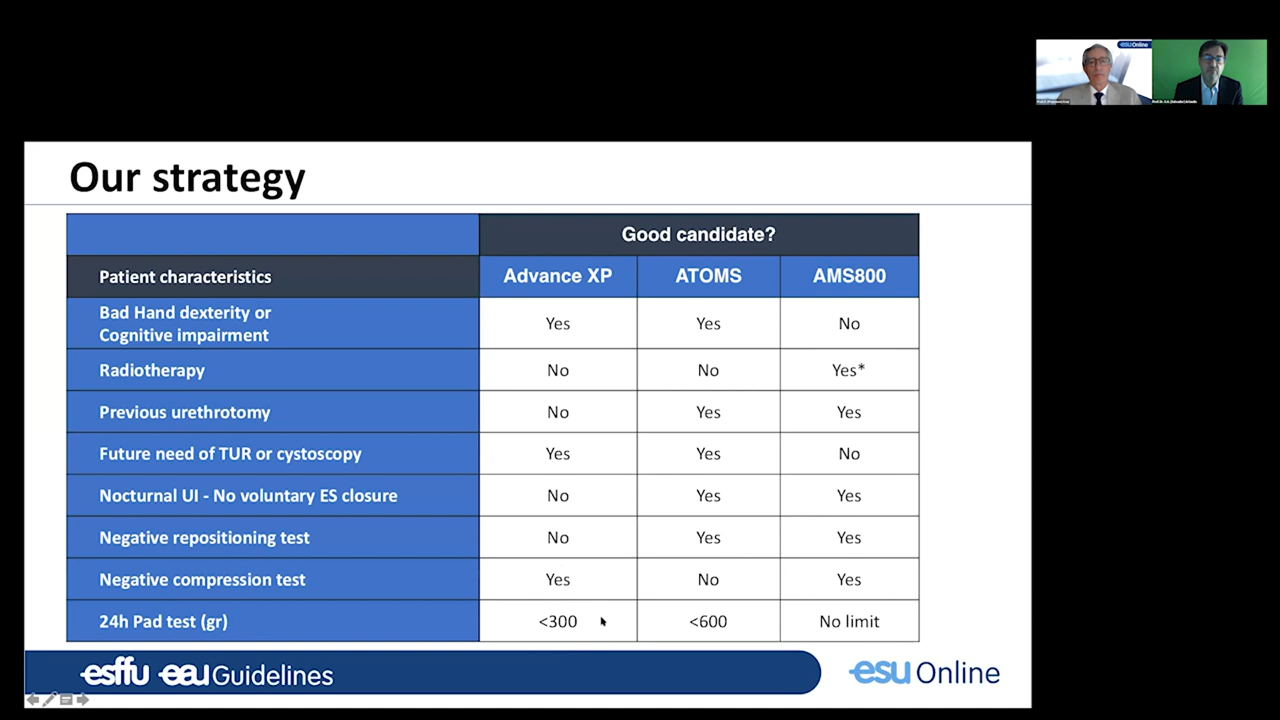 esu Online
Our strategy
Good candidate?
Patient characteristics Advance XP ATOMS AMS800
Bad Hand dexterity or
Cognitive impairment Yes Yes No
Radiotherapy No No Yes*
Previous urethrotomy No Yes Yes
Future need of TUR or cystoscopy Yes Yes No
Nocturnal UI - No voluntary ES closure No Yes Yes
Negative repositioning test No Yes Yes
Negative compression test Yes No Yes
24h Pad test (gr) <300 <600 No limit
esffu eau Guidelines esu Online